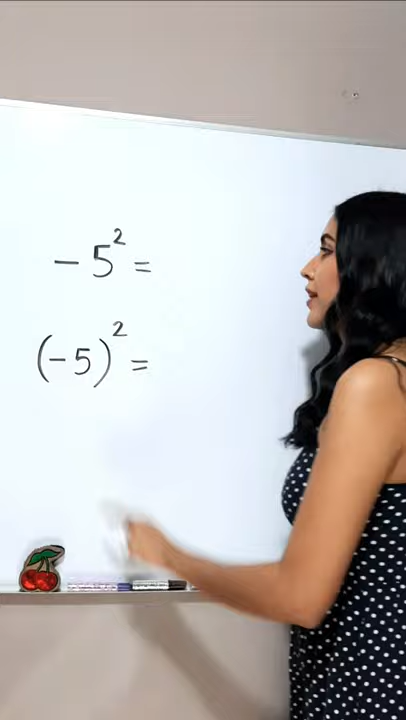 -5² =
(-5)² =